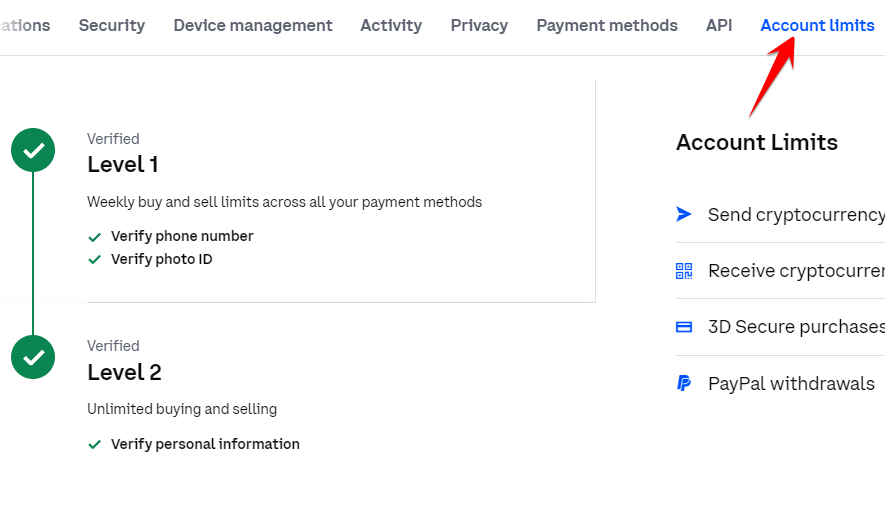 ations Security Device management Activity Privacy Payment methods API Account limits
Verified
Level 1
Weekly buy and sell limits across all your payment methods
Verify phone number
Verify photo ID
Verified
Level 2
Unlimited buying and selling
Verify personal information
Account Limits
Send cryptocurrency
Receive cryptocurre
3D Secure purchases
PayPal withdrawals